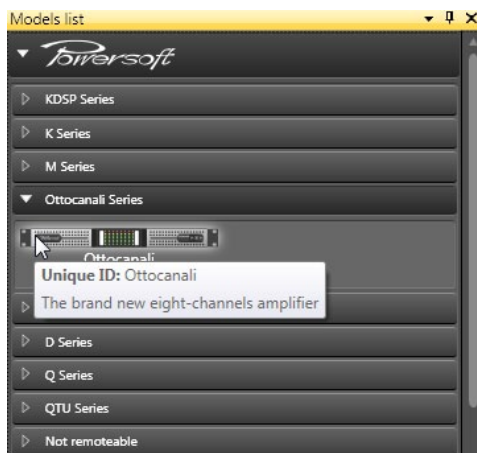 Models list
Powersoft
KDSP Series
K Series
M Series
Ottocanali Series
Ottocanali
Unique ID: Ottocanali
The brand new eight-channels amplifier
D Series
Q Series
QTU Series
Not remoteable